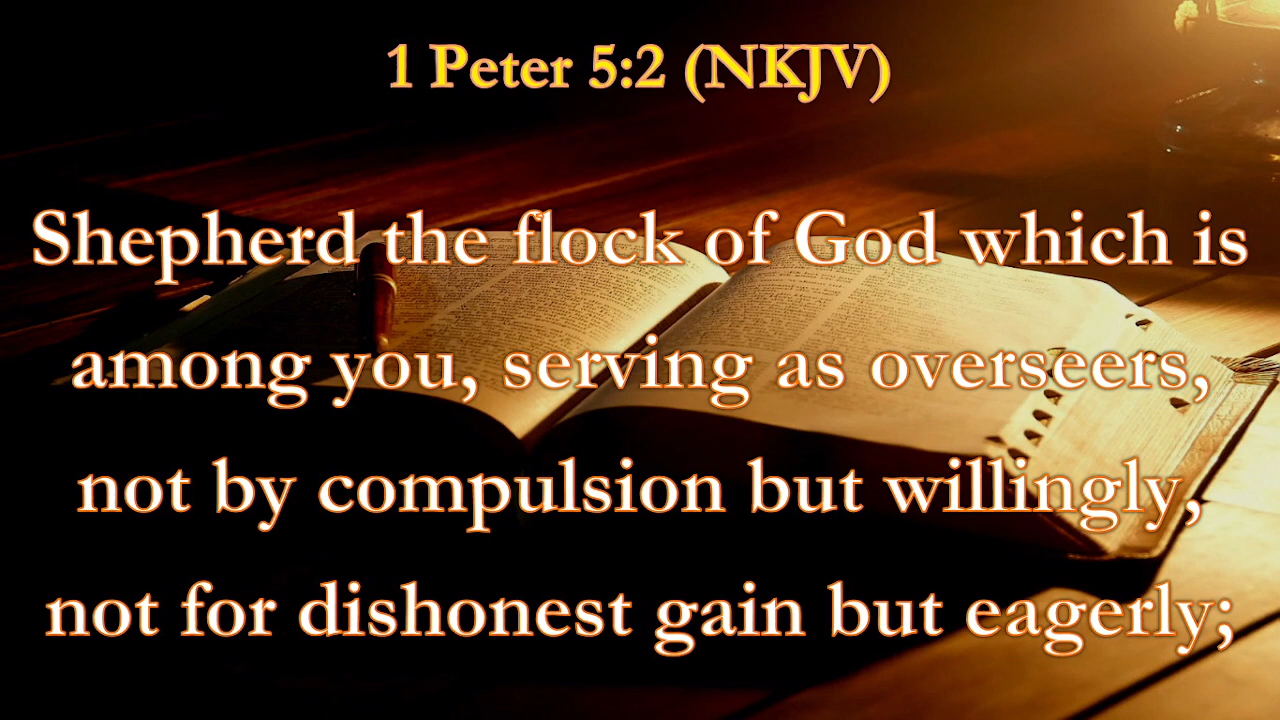 1 Peter 5:2 (NKJV)
Shepherd the flock of God which is
among you, serving as overseers,
not by compulsion but willingly,
not for dishonest gain but eagerly;